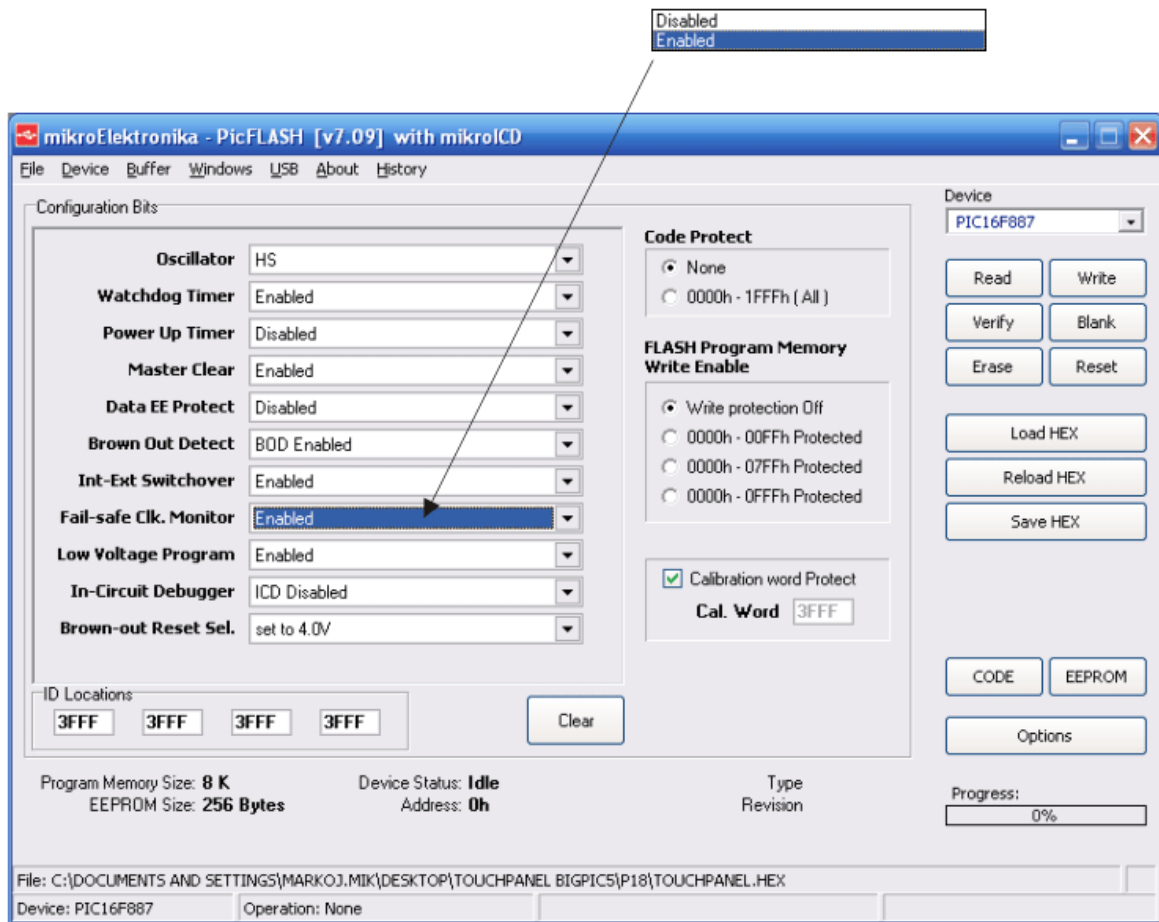 Disabled
Enabled
mikroElektronika - PicFLASH [v7.09] with mikroICD
File Device Buffer Windows USB About History
Configuration Bits
Oscillator HS
Watchdog Timer Enabled
Power Up Timer Disabled
Master Clear Enabled
Data EE Protect Disabled
Brown Out Detect BOD Enabled
Int-Ext Switchover Enabled
Fail-safe Clk. Monitor Enabled
Low Voltage Program Enabled
In-Circuit Debugger ICD Disabled
Brown-out Reset Sel. set to 4.0V
ID Locations
3FFF 3FFF 3FFF 3FFF
Clear
Code Protect
None
0000h - 1FFFh ( All )
FLASH Program Memory
Write Enable
Write protection Off
0000h - 00FFh Protected
0000h - 07FFh Protected
0000h - 0FFFh Protected
Calibration word Protect
Cal. Word 3FFF
Device
PIC16F887
Read Write
Verify Blank
Erase Reset
Load HEX
Reload HEX
Save HEX
CODE EEPROM
Options
Progress:
0%
Program Memory Size: 8 K Device Status: Idle Type
EEPROM Size: 256 Bytes Address: 0h Revision
File: C:\DOCUMENTS AND SETTINGS\MARKOJ.MIK\DESKTOP\TOUCHPANEL BIGPIC5\P18\TOUCHPANEL.HEX
Device: PIC16F887 Operation: None